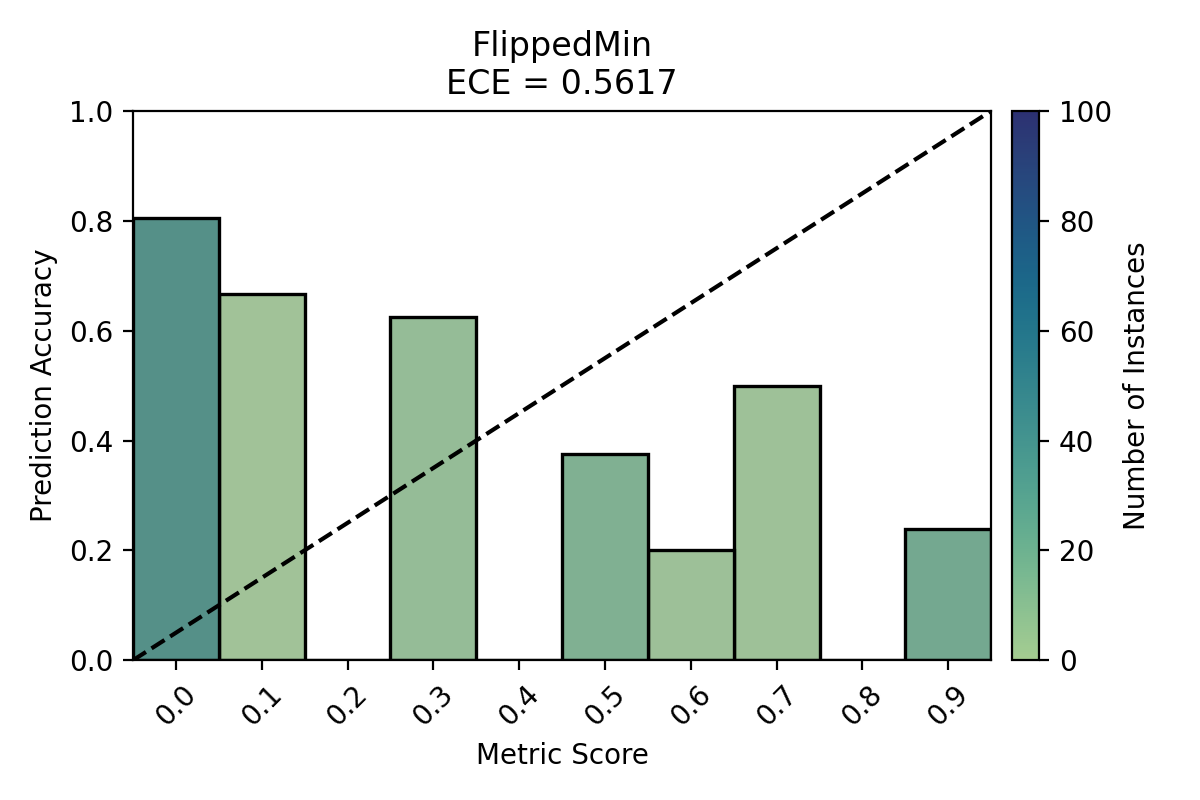 FlippedMin
ECE = 0.5617
1.0
0.8
0.6
0.4
0.2
0.0
Prediction Accuracy
0.0 0.1 0.2 0.3 0.4 0.5 0.6 0.7 0.8 0.9
Metric Score
100
80
60
40
20
0
Number of Instances